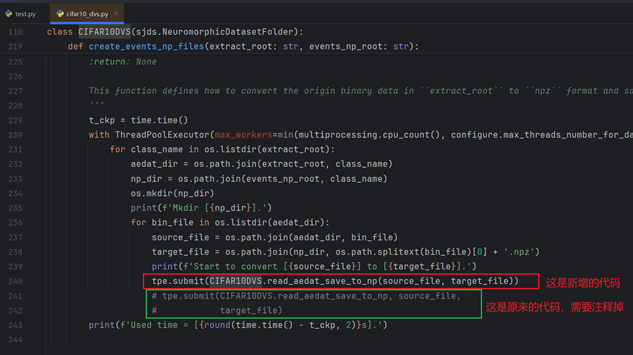 test.py cifar10_dvs.py ×
110 class CIFAR10DVS(sjds.NeuromorphicDatasetFolder):
219 def create_events_np_files(extract_root: str, events_np_root: str):
225 :return: None
226
227 This function defines how to convert the origin binary data in ``extract_root`` to ``npz`` format and
228 '''
229 t_ckp = time.time()
230 with ThreadPoolExecutor(max_workers=min(multiprocessing.cpu_count(), configure.max_threads_number_for_da
231 for class_name in os.listdir(extract_root):
232 aedat_dir = os.path.join(extract_root, class_name)
233 np_dir = os.path.join(events_np_root, class_name)
234 os.mkdir(np_dir)
235 print(f'Mkdir [{np_dir}].')
236 for bin_file in os.listdir(aedat_dir):
237 source_file = os.path.join(aedat_dir, bin_file)
238 target_file = os.path.join(np_dir, os.path.splitext(bin_file)[0] + '.npz')
239 print(f'Start to convert [{source_file}] to [{target_file}].')
240 tpe.submit(CIFAR10DVS.read_aedat_save_to_np(source_file, target_file)) 这是新增的代码
241 # tpe.submit(CIFAR10DVS.read_aedat_save_to_np, source_file,
242 # target_file) 这是原来的代码，需要注释掉
243 print(f'Used time = [{round(time.time() - t_ckp, 2)}s].')
244